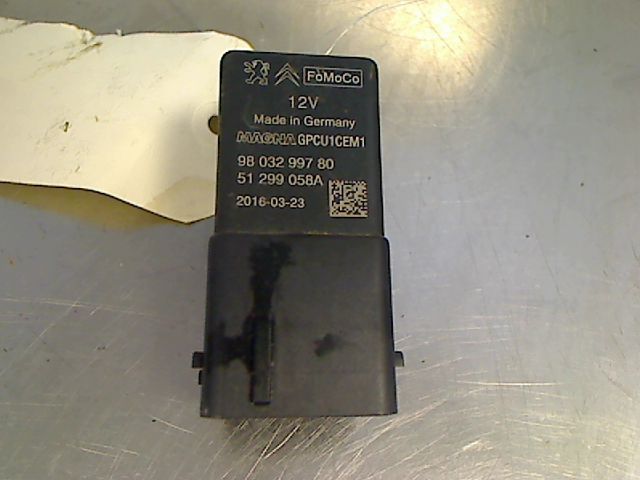 FoMoCo
12V
Made in Germany
MAGNA GPCU1CEM1
98 032 997 80
51 299 058A
2016-03-23